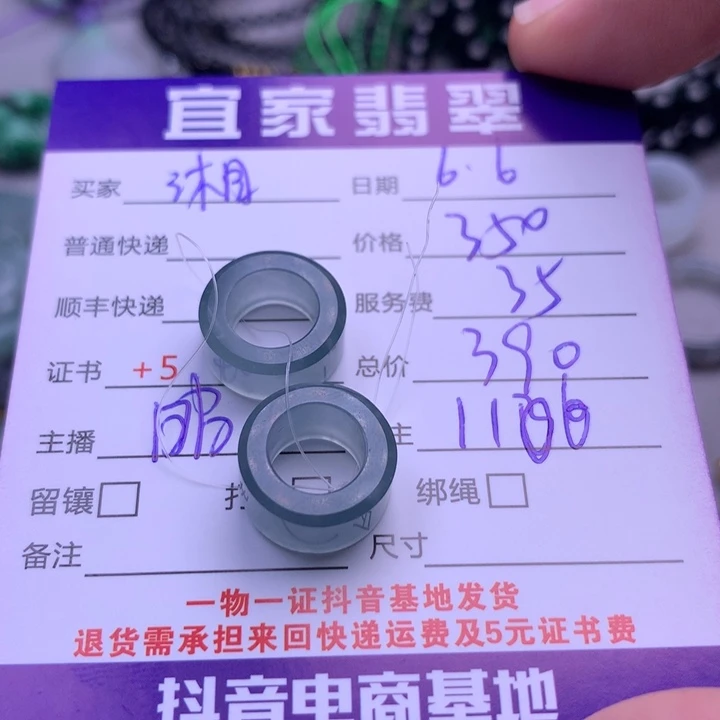 宜家翡翠
买家 日期 6.6
普通快递 价格 350
顺丰快递 服务费 35
证书 +5 总价 390
主播 主
留镶 绑绳
备注 尺寸
一物一证抖音基地发货
退货需承担来回快递运费及5元证书费
抖音电商基地